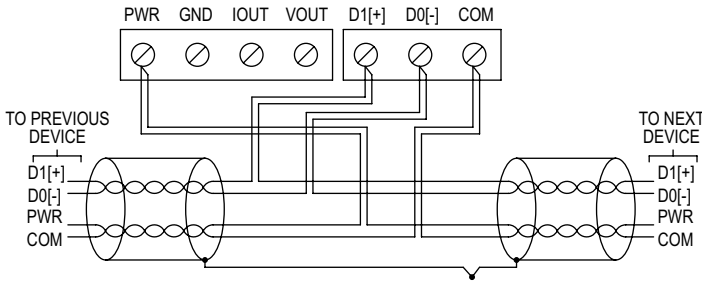 PWR GND IOUT VOUT D1[+] D0[-] COM
TO PREVIOUS
DEVICE
D1[+]
D0[-]
PWR
COM
TO NEXT
DEVICE
D1[+]
D0[-]
PWR
COM